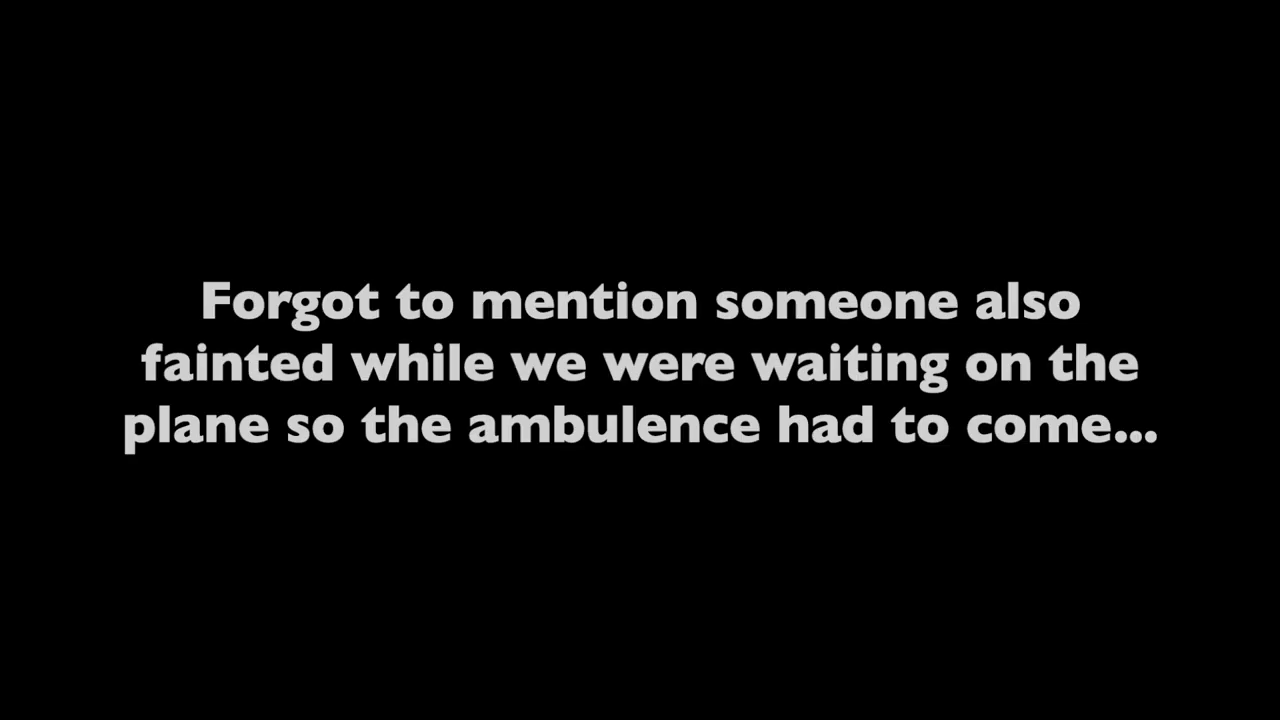 Forgot to mention someone also
fainted while we were waiting on the
plane so the ambulence had to come...